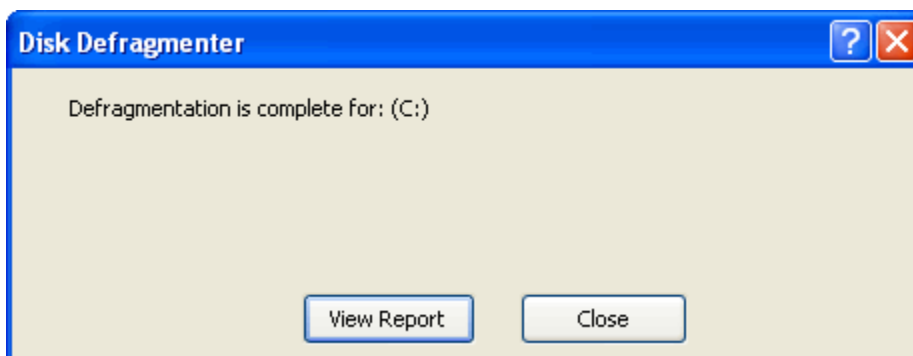 Disk Defragmenter
Defragmentation is complete for: (C:)
View Report
Close